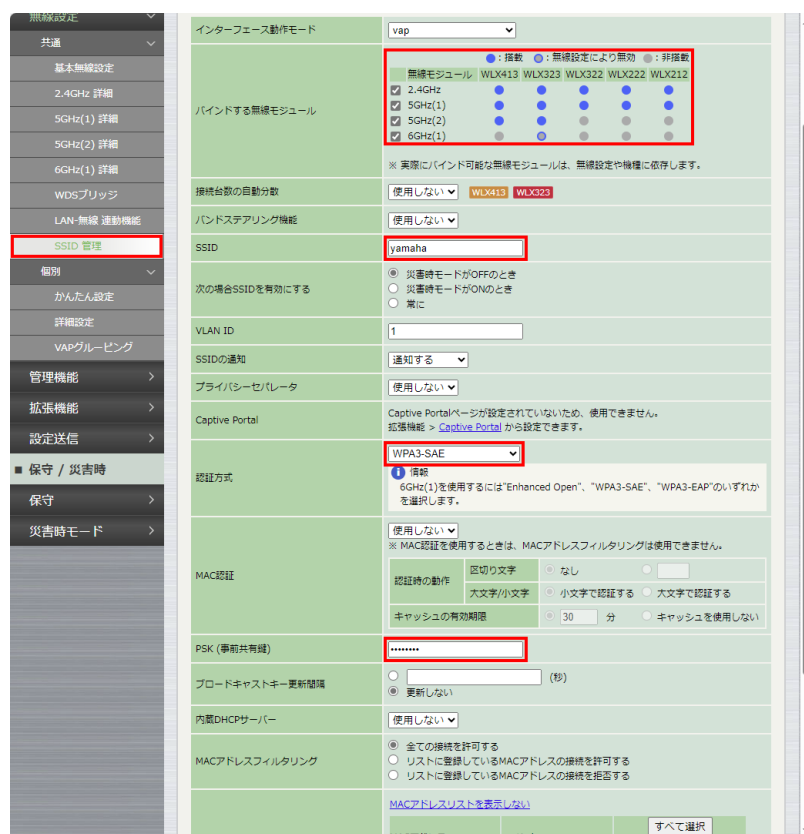 無線設定
共通
基本無線設定
2.4GHz 詳細
5GHz(1) 詳細
5GHz(2) 詳細
6GHz(1) 詳細
WDSブリッジ
LAN-無線 連動機能
SSID 管理
個別
かんたん設定
詳細設定
VAPグルーピング
管理機能
拡張機能
設定送信
■ 保守 / 災害時
保守
災害時モード
インターフェース動作モード
vap
バインドする無線モジュール
: 搭載 : 無線設定により無効 : 非搭載
無線モジュール WLX413 WLX323 WLX322 WLX222 WLX212
2.4GHz
5GHz(1)
5GHz(2)
6GHz(1)
※ 実際にバインド可能な無線モジュールは、無線設定や機種に依存します。
接続台数の自動分散
使用しない WLX413 WLX323
バンドステアリング機能
使用しない
SSID
yamaha
次の場合SSIDを有効にする
災害時モードがOFFのとき
災害時モードがONのとき
常に
VLAN ID
1
SSIDの通知
通知する
プライバシーセパレータ
使用しない
Captive Portal
Captive Portalページが設定されていないため、使用できません。
拡張機能 > Captive Portal から設定できます。
認証方式
WPA3-SAE
情報
6GHz(1)を使用するには"Enhanced Open"、"WPA3-SAE"、"WPA3-EAP"のいずれか
を選択します。
MAC認証
使用しない
※ MAC認証を使用するときは、MACアドレスフィルタリングは使用できません。
認証時の動作
区切り文字 なし
大文字/小文字 小文字で認証する 大文字で認証する
キャッシュの有効期限 30 分 キャッシュを使用しない
PSK (事前共有鍵)
••••••••
ブロードキャストキー更新間隔
(秒)
更新しない
内蔵DHCPサーバー
使用しない
MACアドレスフィルタリング
全ての接続を許可する
リストに登録しているMACアドレスの接続を許可する
リストに登録しているMACアドレスの接続を拒否する
MACアドレスリストを表示しない
すべて選択